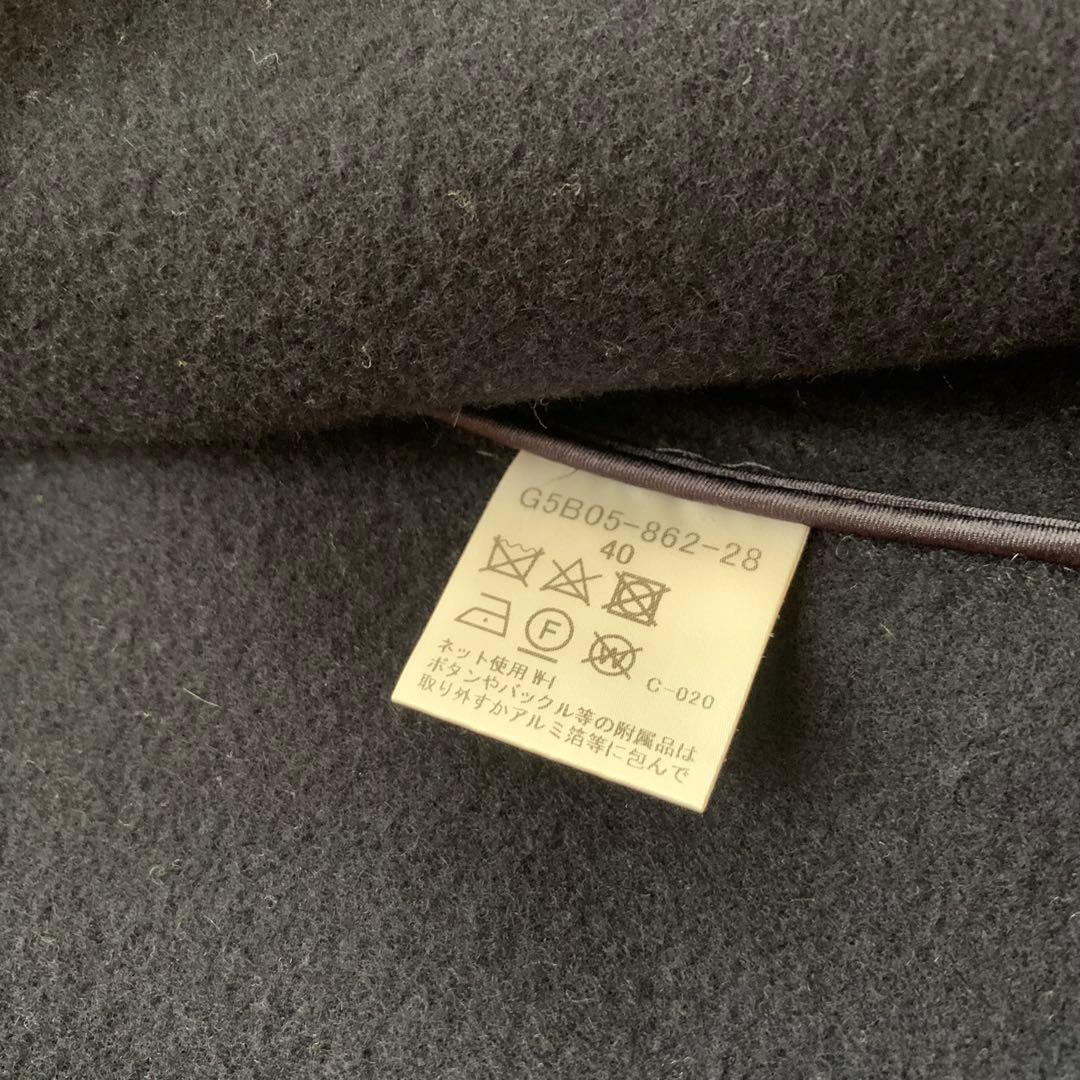 G5B05-862-28
40
F W
ネット使用 WH C-020
ボタンやバックル等の附属品は
取り外すかアルミ箔等に包んで